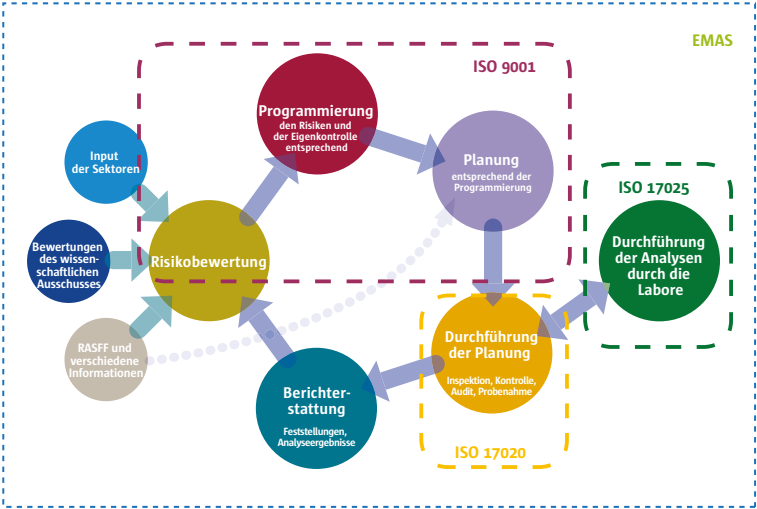 EMAS
ISO 9001
Programmierung
den Risiken und
der Eigenkontrolle
entsprechend
Planung
entsprechend der
Programmierung
Input
der Sektoren
ISO 17025
Bewertungen
des wissen-
schaftlichen
Ausschusses
Risikobewertung
Durchführung
der Analysen
durch die
Labore
RASFF und
verschiedene
Informationen
Durchführung
der Planung
Inspektion, Kontrolle,
Audit, Probenahme
Berichter-
stattung
Feststellungen,
Analyseergebnisse
ISO 17020